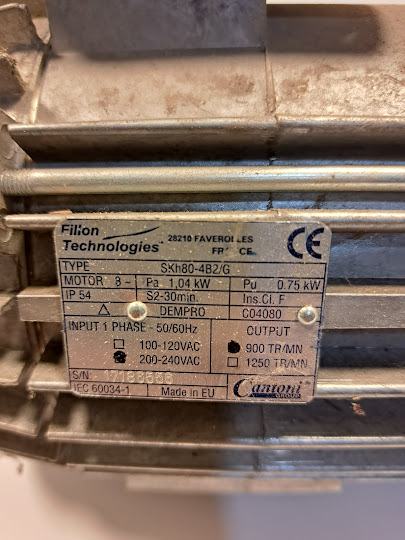 Filion
Technologies
28210 FAVEROLLES
FRANCE
CE
TYPE SKh80-4B2/G
MOTOR 3 ~ Pa 1,04 kW Pu 0.75 kW
IP 54 S2-30min. Ins.Cl. F
△ DEMPRO C04080
INPUT 1 PHASE - 50/60Hz OUTPUT
100-120VAC 900 TR/MN
200-240VAC 1250 TR/MN
S/N:
IEC 60034-1 Made in EU Cantoni
GROUP